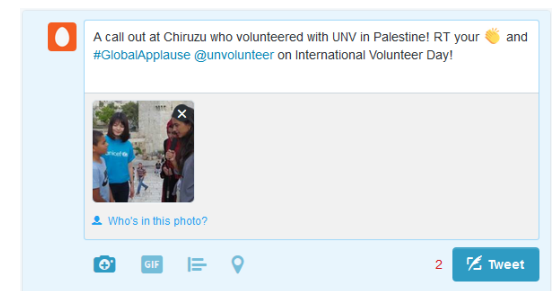 A call out at Chiruzu who volunteered with UNV in Palestine! RT your 👏 and
#GlobalApplause @unvolunteer on International Volunteer Day!
unicef
Who's in this photo?
GIF
2
Tweet